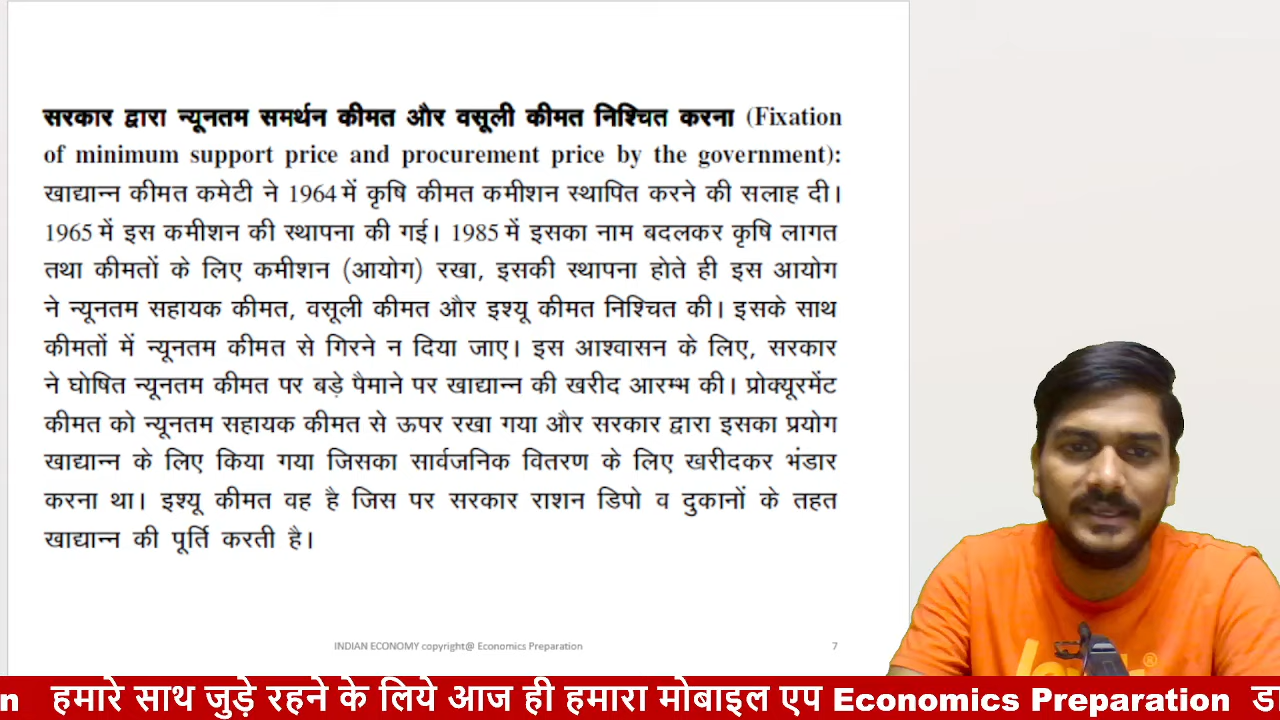 सरकार द्वारा न्यूनतम समर्थन कीमत और वसूली कीमत निश्चित करना (Fixation
of minimum support price and procurement price by the government):
खाद्यान्न कीमत कमेटी ने 1964 में कृषि कीमत कमीशन स्थापित करने की सलाह दी।
1965 में इस कमीशन की स्थापना की गई। 1985 में इसका नाम बदलकर कृषि लागत
तथा कीमतों के लिए कमीशन (आयोग) रखा, इसकी स्थापना होते ही इस आयोग
ने न्यूनतम सहायक कीमत, वसूली कीमत और इश्यू कीमत निश्चित की। इसके साथ
कीमतों में न्यूनतम कीमत से गिरने न दिया जाए। इस आश्वासन के लिए, सरकार
ने घोषित न्यूनतम कीमत पर बड़े पैमाने पर खाद्यान्न की खरीद आरम्भ की। प्रोक्यूरमेंट
कीमत को न्यूनतम सहायक कीमत से ऊपर रखा गया और सरकार द्वारा इसका प्रयोग
खाद्यान्न के लिए किया गया जिसका सार्वजनिक वितरण के लिए खरीदकर भंडार
करना था। इश्यू कीमत वह है जिस पर सरकार राशन डिपो व दुकानों के तहत
खाद्यान्न की पूर्ति करती है।
INDIAN ECONOMY copyright@ Economics Preparation 7
n हमारे साथ जुड़े रहने के लिये आज ही हमारा मोबाइल एप Economics Preparation डा